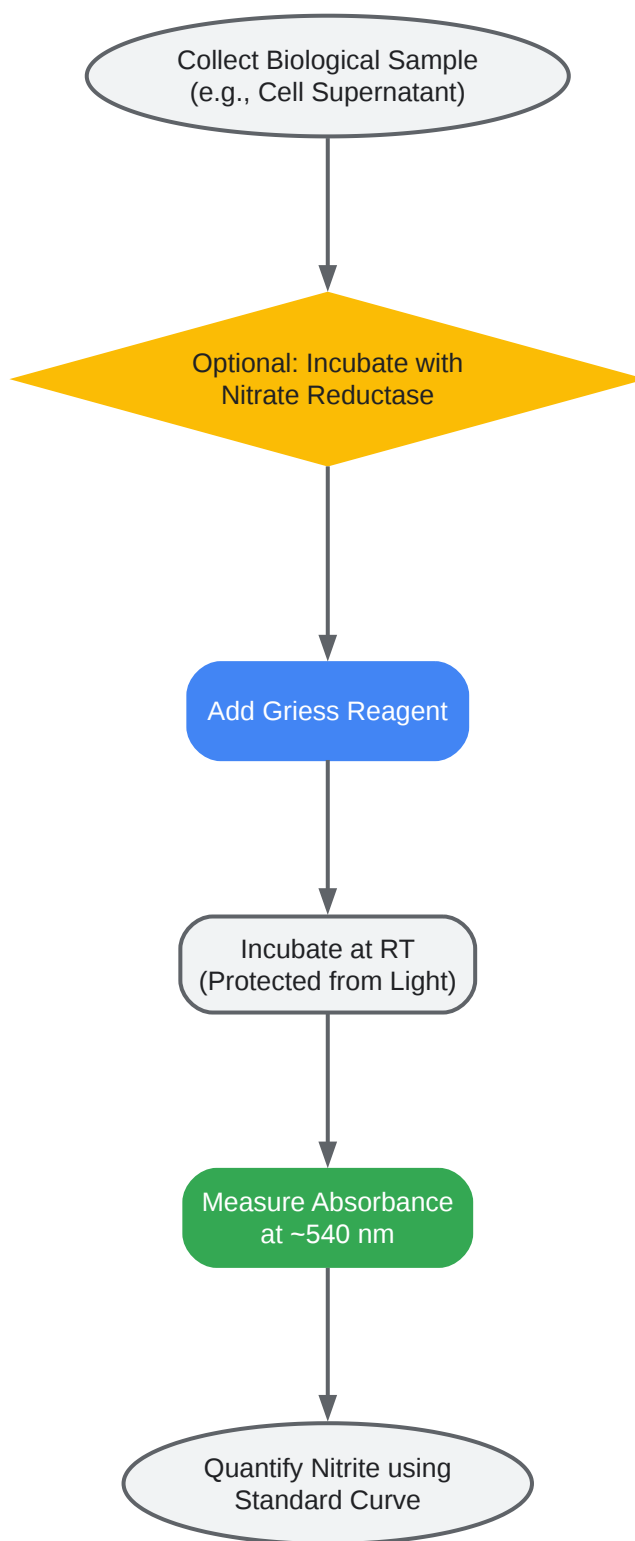 Collect Biological Sample
(e.g., Cell Supernatant)
Optional: Incubate with
Nitrate Reductase
Add Griess Reagent
Incubate at RT
(Protected from Light)
Measure Absorbance
at ~540 nm
Quantify Nitrite using
Standard Curve